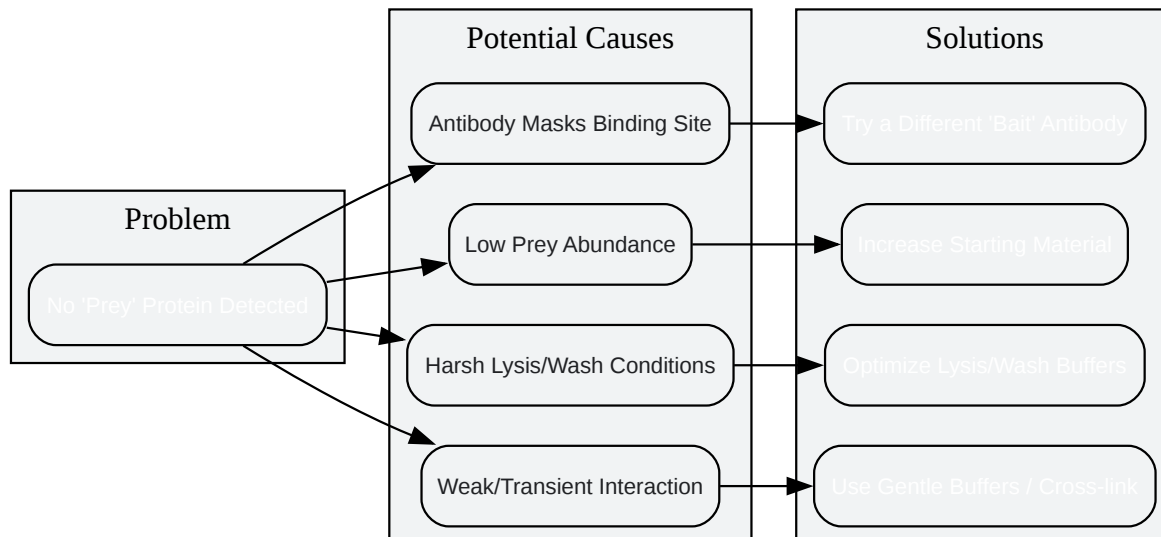 Problem
No 'Prey' Protein Detected
Potential Causes
Antibody Masks Binding Site
Low Prey Abundance
Harsh Lysis/Wash Conditions
Weak/Transient Interaction
Solutions
Try a Different 'Bait' Antibody
Increase Starting Material
Optimize Lysis/Wash Buffers
Use Gentle Buffers / Cross-link